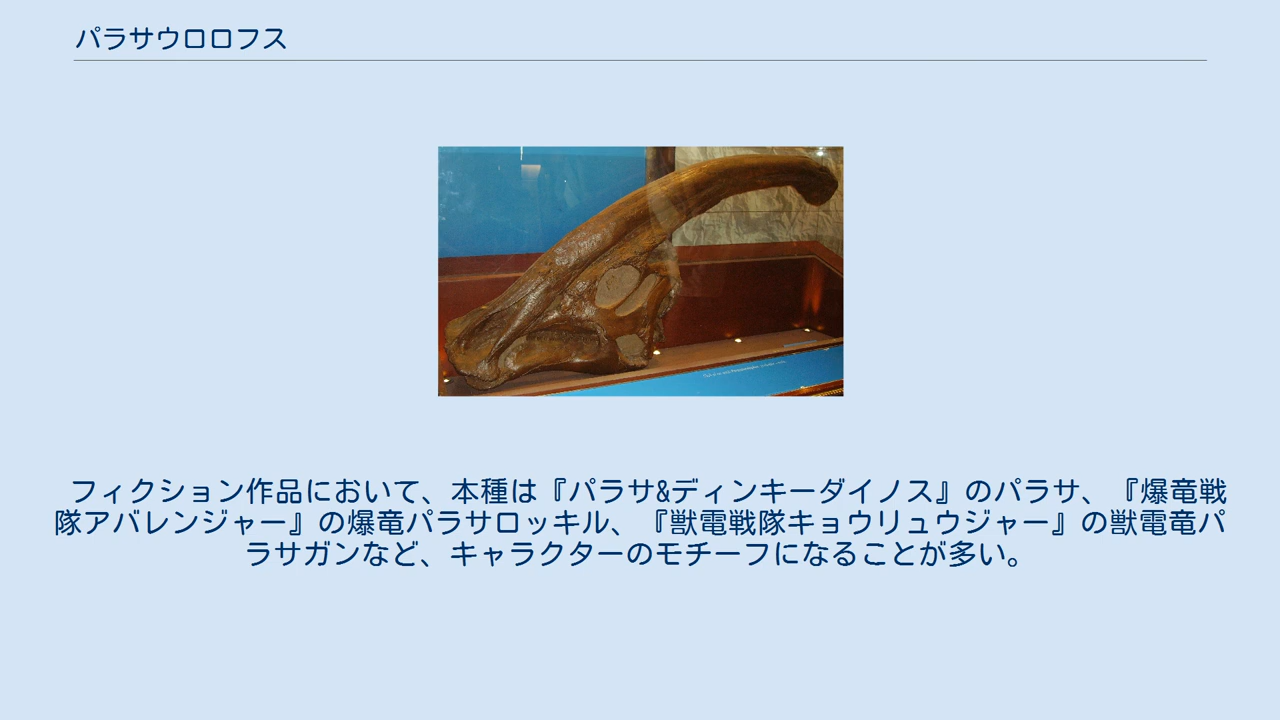 パラサウロロフス
フィクション作品において、本種は『パラサ&ディンキーダイノス』のパラサ、『爆竜戦
隊アバレンジャー』の爆竜パラサロッキル、『獣電戦隊キョウリュウジャー』の獣電竜パ
ラサガンなど、キャラクターのモチーフになることが多い。